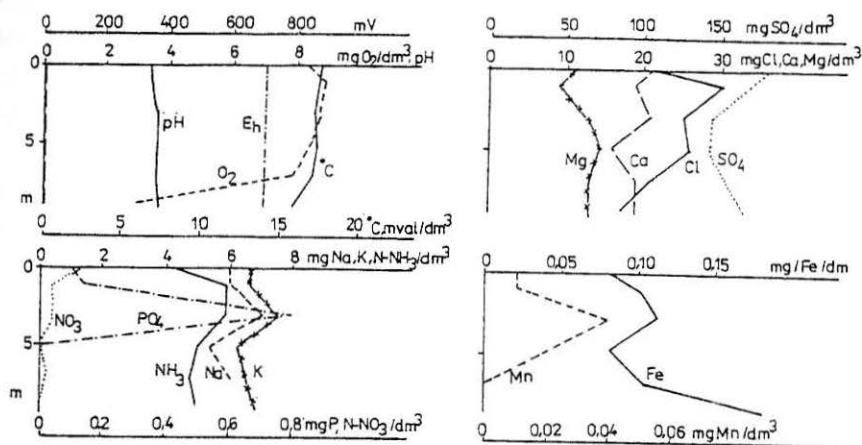 0 200 400 600 800 mV
0 2 4 6 8 mg O₂/dm³, pH
0
5
m
pH
Eh
O₂
°C
0 5 10 15 20 °C, mval/dm³
50 100 150 mg SO₄/dm³
0 10 20 30 mg Cl, Ca, Mg/dm³
Mg
Ca
Cl
SO₄
0 2 4 6 8 mg Na, K, N-NH₃/dm³
0
5
m
NO₃
PO₄
NH₃
Na
K
0 0,2 0,4 0,6 0,8 mgP, N-NO₃/dm³
0 0,05 0,10 0,15 mg/Fe/dm
Mn
Fe
0 0,02 0,04 0,06 mgMn/dm³